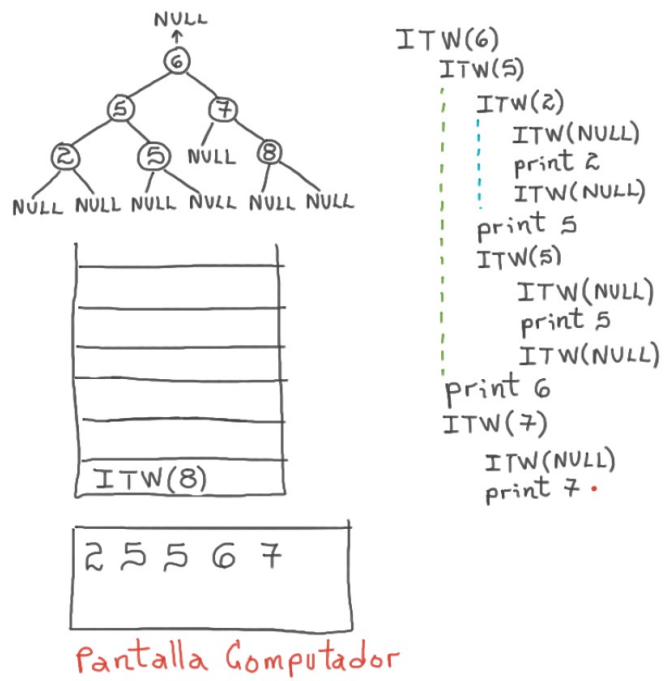 NULL
6
5 7
2 5 NULL 8
NULL NULL NULL NULL NULL NULL
ITW(8)
2 5 5 6 7
Pantalla Computador
ITW(6)
ITW(5)
ITW(2)
ITW(NULL)
print 2
ITW(NULL)
print 5
ITW(5)
ITW(NULL)
print 5
ITW(NULL)
print 6
ITW(7)
ITW(NULL)
print 7